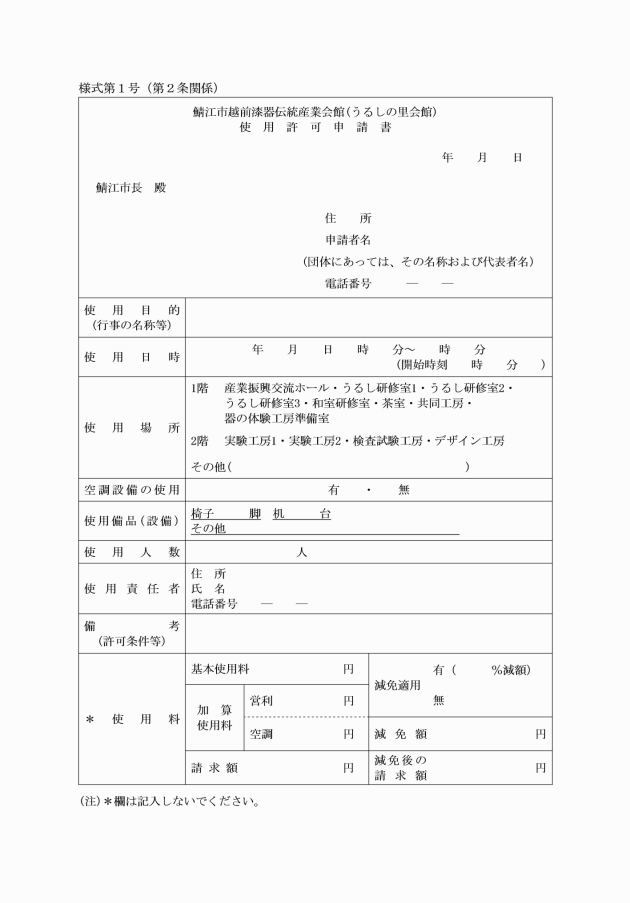 様式第１号（第２条関係）
鯖江市越前漆器伝統産業会館（うるしの里会館）
使　用　許　可　申　請　書
年　　月　　日
鯖江市長　殿
住　　所
申請者名
（団体にあっては、その名称および代表者名）
電話番号　　　―　　―
使　用　目　的
（行事の名称等）
使　用　日　時
年　　月　　日　　時　　分～　　時　　分
（開始時刻　　時　　分　　）
使　用　場　所
1階　産業振興交流ホール・うるし研修室1・うるし研修室2・
うるし研修室3・和室研修室・茶室・共同工房・
器の体験工房準備室
2階　実験工房1・実験工房2・検査試験工房・デザイン工房
その他（　　　　　　　　　　　　　　　　　　　　）
空調設備の使用
有　　・　　無
使用備品（設備）
椅子　　　脚　机　　　台
その他
使　用　人　数
人
使　用　責　任　者
住　所
氏　名
電話番号　　―　　―
備　　　　　　考
（許可条件等）
＊　使　用　料
基本使用料　　　　　　　　円
加　算
使用料
営利　　　　　　円
空調　　　　　　円
請　求　額　　　　　　　　　円
減免適用
有（　　　％減額）
無
減　免　額　　　　　　　　　円
減免後の
請　求　額
円
（注）＊欄は記入しないでください。